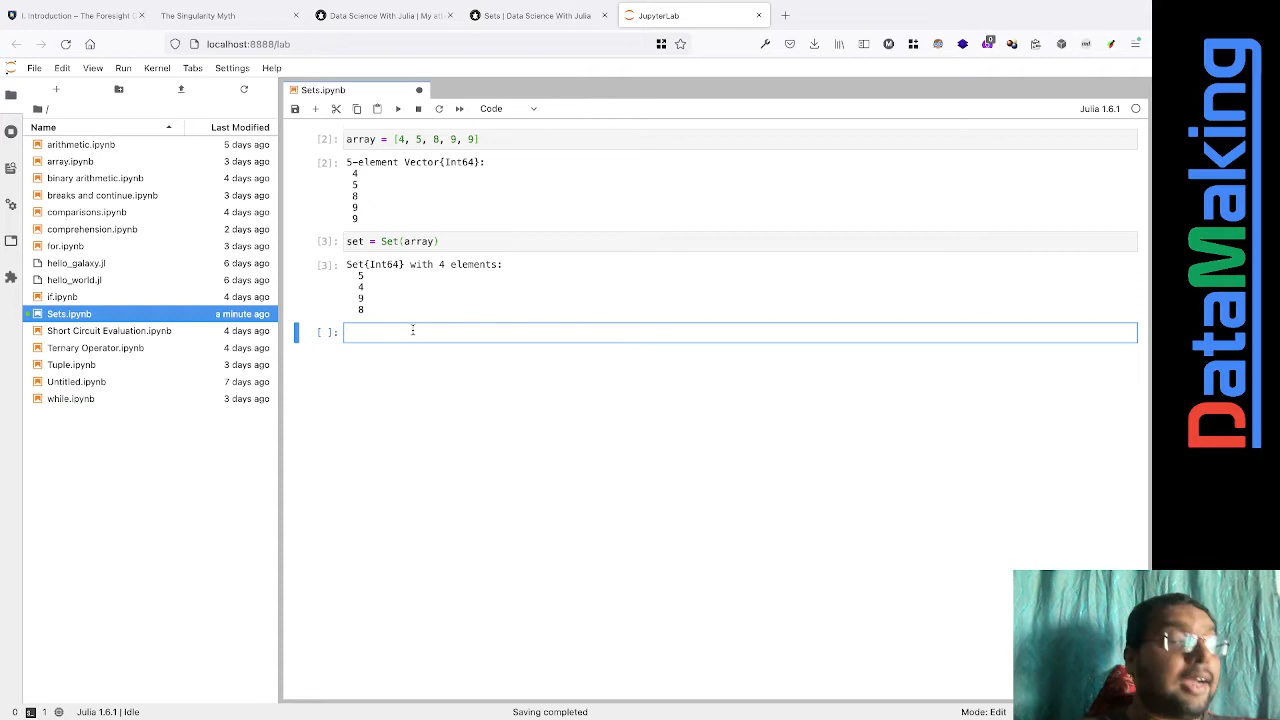 I. Introduction – The Foresight G
The Singularity Myth
Data Science With Julia | My att
Sets | Data Science With Julia
JupyterLab
localhost:8888/lab
File Edit View Run Kernel Tabs Settings Help
Sets.ipynb
/
Code
Julia 1.6.1
Name Last Modified
arithmetic.ipynb 5 days ago
array.ipynb 3 days ago
binary arithmetic.ipynb 4 days ago
breaks and continue.ipynb 3 days ago
comparisons.ipynb 4 days ago
comprehension.ipynb 2 days ago
for.ipynb 3 days ago
hello_galaxy.jl 6 days ago
hello_world.jl 6 days ago
if.ipynb 4 days ago
Sets.ipynb a minute ago
Short Circuit Evaluation.ipynb 4 days ago
Ternary Operator.ipynb 4 days ago
Tuple.ipynb 3 days ago
Untitled.ipynb 7 days ago
while.ipynb 3 days ago
[2]: array = [4, 5, 8, 9, 9]
[2]: 5-element Vector{Int64}:
4
5
8
9
9
[3]: set = Set(array)
[3]: Set{Int64} with 4 elements:
5
4
9
8
[ ]:
0 1 Julia 1.6.1 | Idle
Saving completed
Mode: Edit
DataMaking